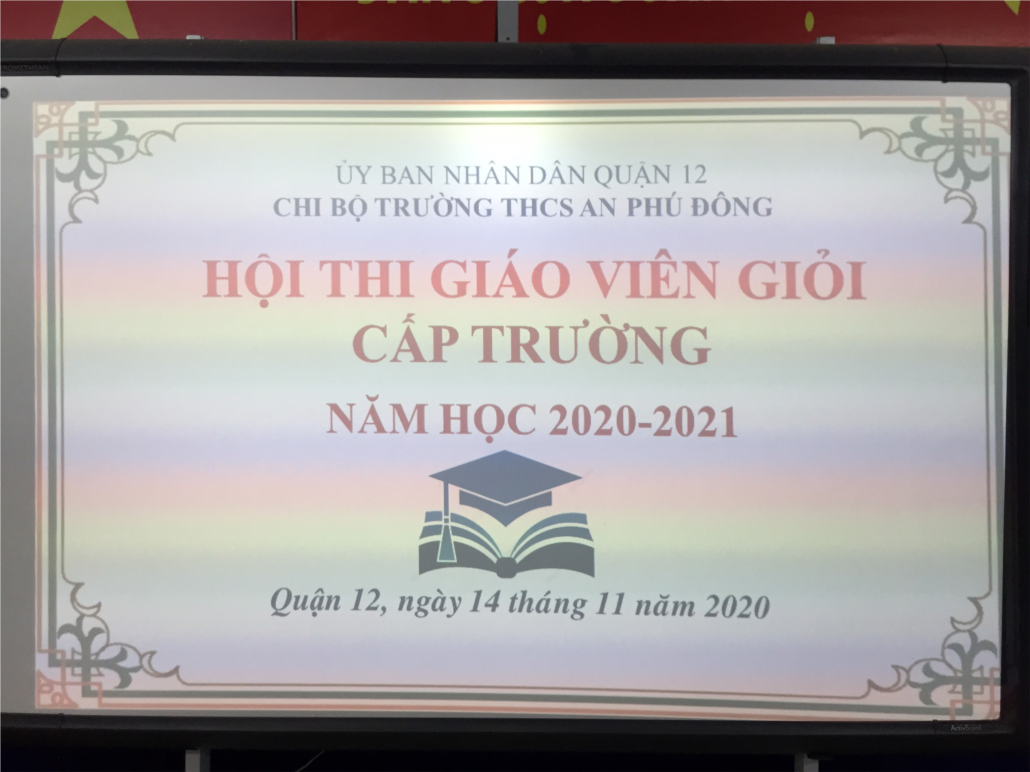 ỦY BAN NHÂN DÂN QUẬN 12
CHI BỘ TRƯỜNG THCS AN PHÚ ĐÔNG
HỘI THI GIÁO VIÊN GIỎI
CẤP TRƯỜNG
NĂM HỌC 2020-2021
Quận 12, ngày 14 tháng 11 năm 2020